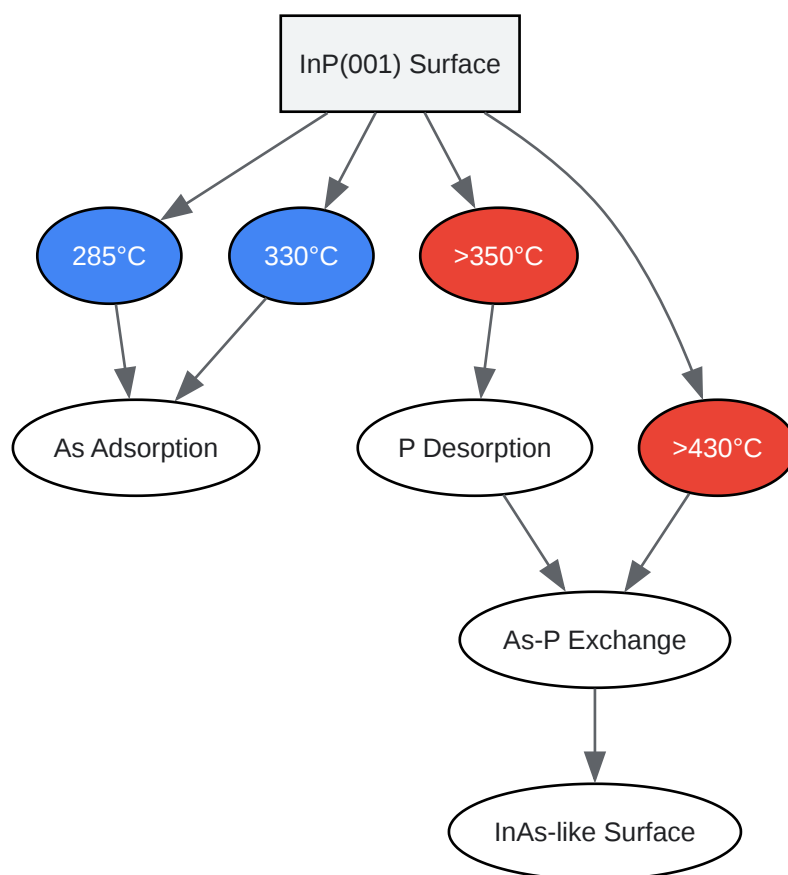 InP(001) Surface
285°C
330°C
>350°C
As Adsorption
P Desorption
>430°C
As-P Exchange
InAs-like Surface